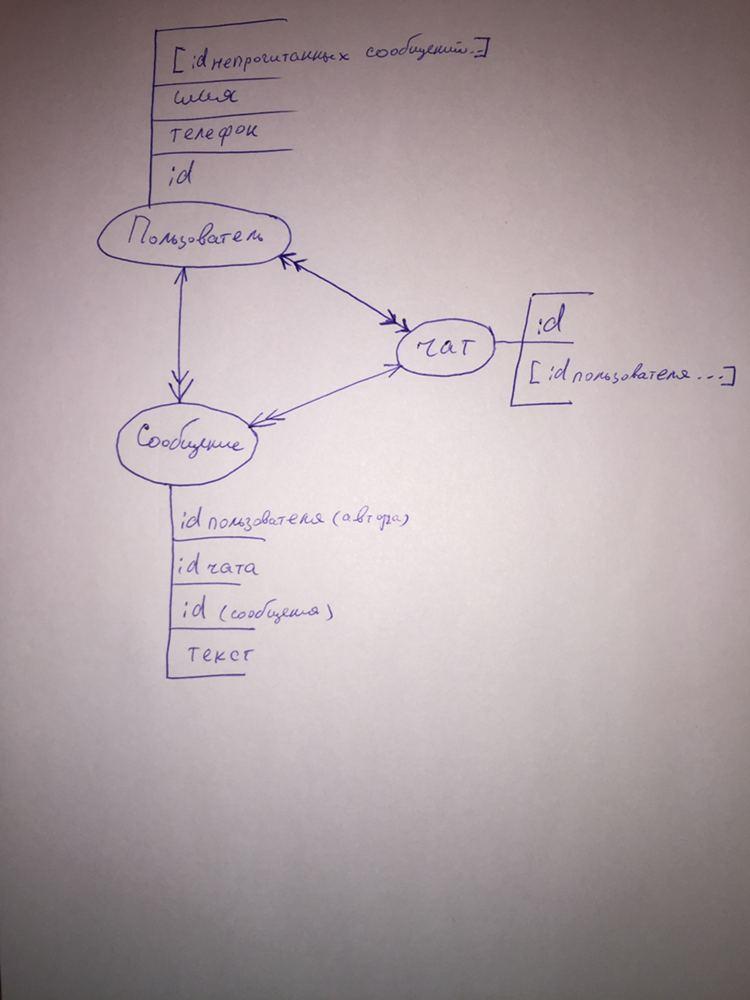 [id непрочитанных сообщений...]
имя
телефон
id
Пользователь
чат
id
[id пользователя...]
Сообщение
id пользователя (автора)
id чата
id (сообщения)
текст